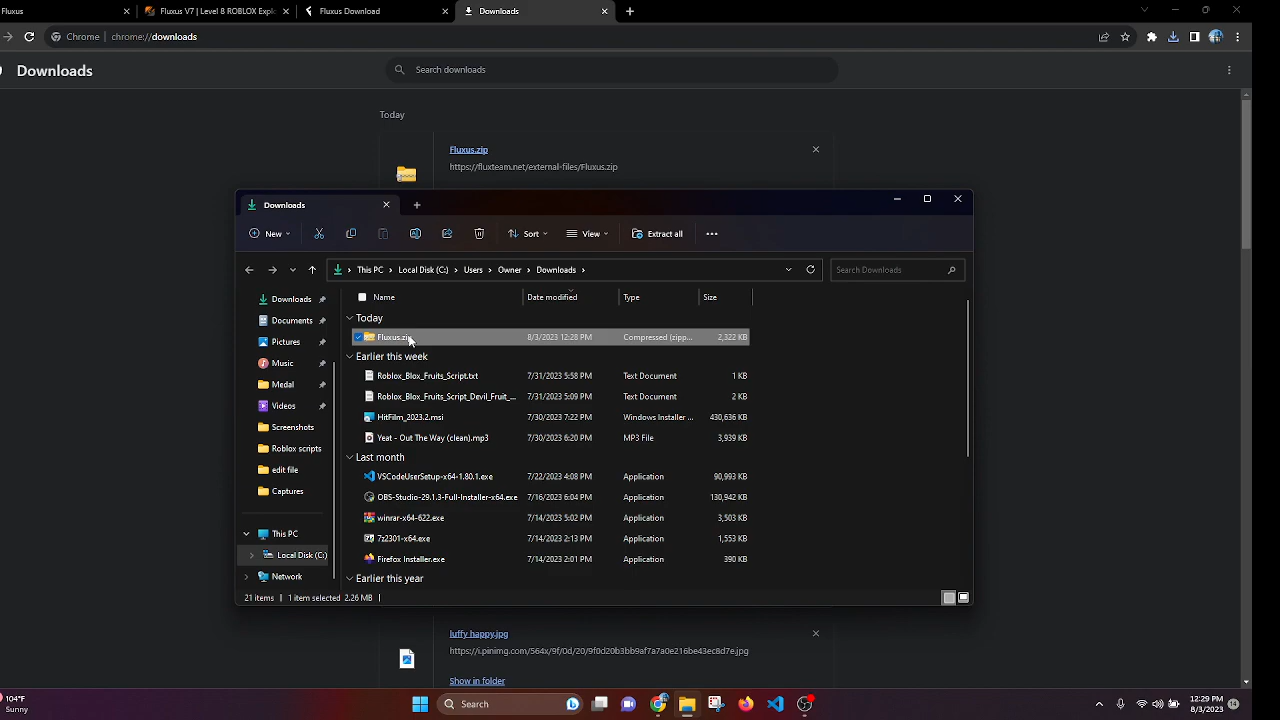 Fluxus
Fluxus V7 | Level 8 ROBLOX Explo
Fluxus Download
Downloads
Chrome
chrome://downloads
Downloads
Search downloads
Today
Fluxus.zip
https://fluxteam.net/external-files/Fluxus.zip
Downloads
New
Sort
View
Extract all
This PC
Local Disk (C:)
Users
Owner
Downloads
Search Downloads
Name
Date modified
Type
Size
Downloads
Documents
Pictures
Music
Medal
Videos
Screenshots
Roblox scripts
edit file
Captures
This PC
Local Disk (C:)
Network
Today
Fluxus.zip 8/3/2023 12:28 PM Compressed (zipp... 2,322 KB
Earlier this week
Roblox_Blox_Fruits_Script.txt 7/31/2023 5:58 PM Text Document 1 KB
Roblox_Blox_Fruits_Script_Devil_Fruit_... 7/31/2023 5:09 PM Text Document 2 KB
HitFilm_2023.2.msi 7/30/2023 7:22 PM Windows Installer ... 430,636 KB
Yeat - Out The Way (clean).mp3 7/30/2023 6:20 PM MP3 File 3,939 KB
Last month
VSCodeUserSetup-x64-1.80.1.exe 7/22/2023 4:08 PM Application 90,993 KB
OBS-Studio-29.1.3-Full-Installer-x64.exe 7/16/2023 6:04 PM Application 130,942 KB
winrar-x64-622.exe 7/14/2023 5:02 PM Application 3,503 KB
7z2301-x64.exe 7/14/2023 2:13 PM Application 1,553 KB
Firefox Installer.exe 7/14/2023 2:01 PM Application 390 KB
Earlier this year
21 items
1 item selected 2.26 MB
luffy happy.jpg
https://i.pinimg.com/564x/9f/0d/20/9f0d20b3bb9af7a7a0e216be43ec8d7e.jpg
Show in folder
104°F
Sunny
Search
12:29 PM
8/3/2023